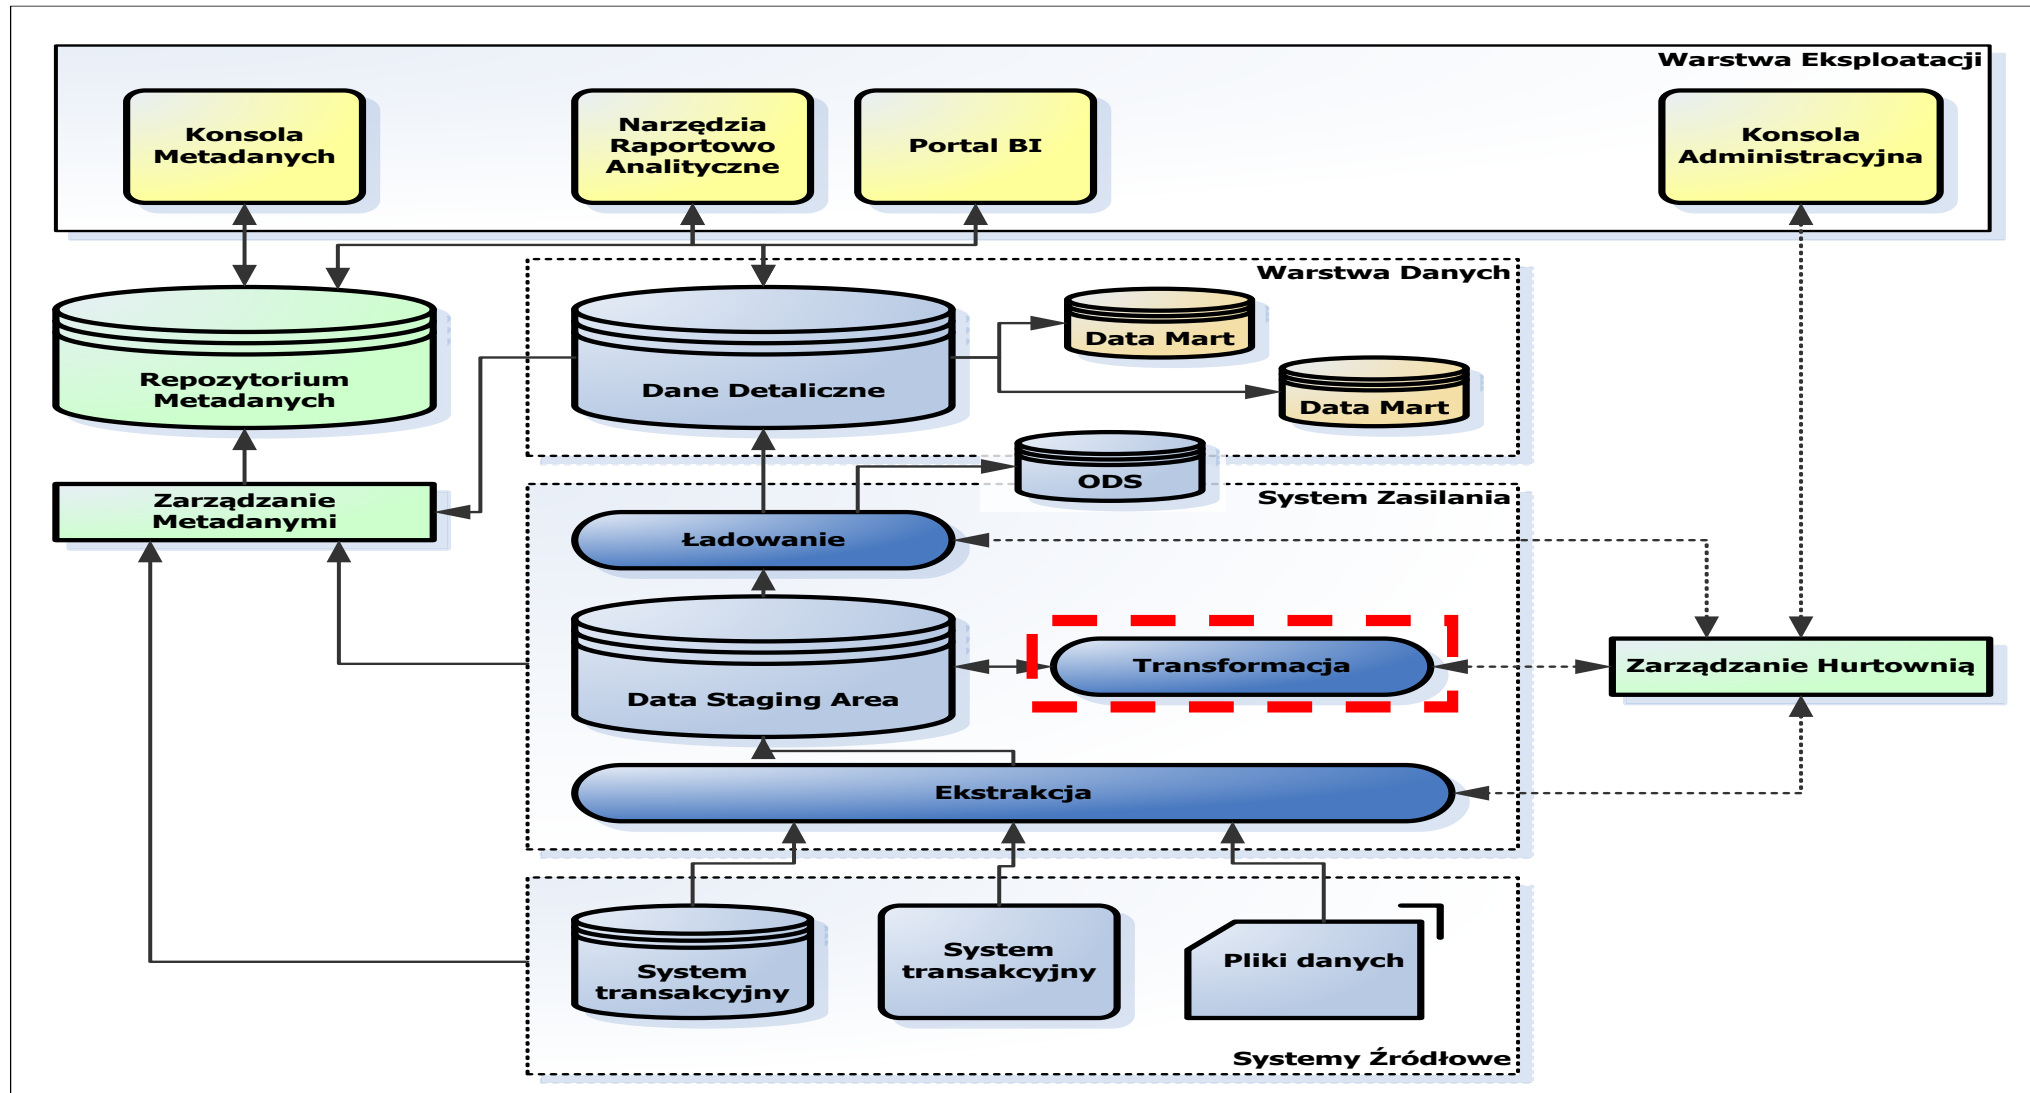 Warstwa Eksploatacji
Konsola
Metadanych
Narzędzia
Raportowo
Analityczne
Portal BI
Konsola
Administracyjna
Warstwa Danych
Repozytorium
Metadanych
Dane Detaliczne
Data Mart
Data Mart
ODS
Zarządzanie
Metadanymi
System Zasilania
Ładowanie
Data Staging Area
Transformacja
Zarządzanie Hurtownią
Ekstrakcja
System
transakcyjny
System
transakcyjny
Pliki danych
Systemy Źródłowe